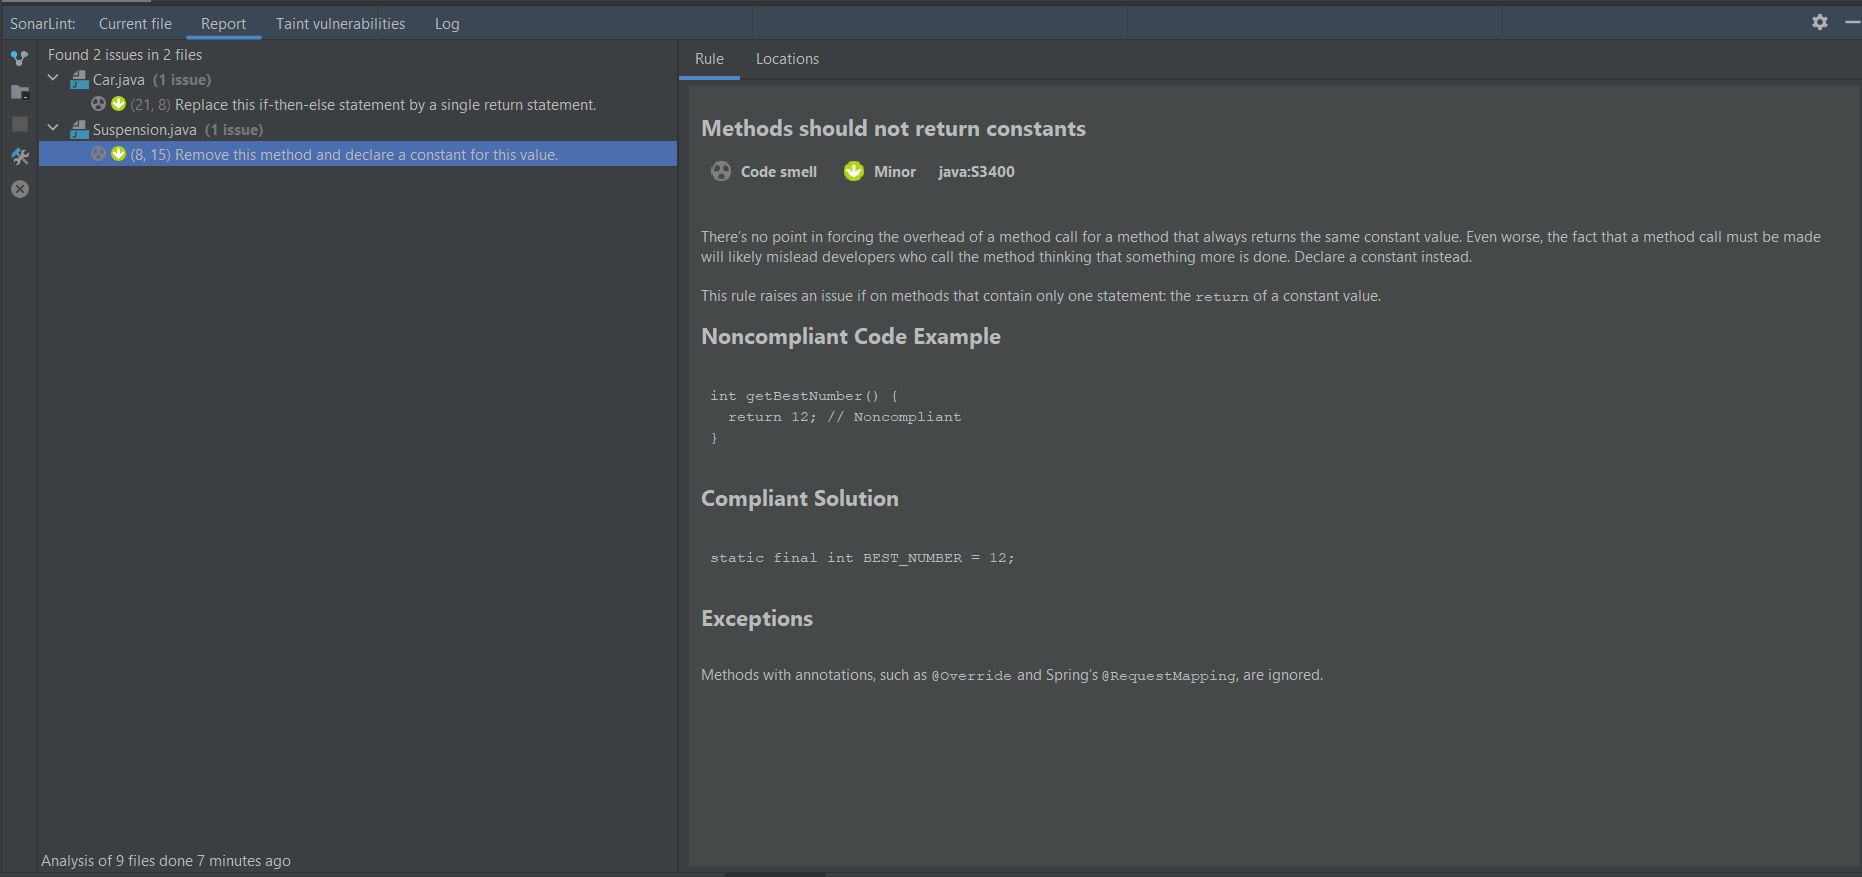 SonarLint: Current file Report Taint vulnerabilities Log
Found 2 issues in 2 files
Car.java (1 issue)
(21, 8) Replace this if-then-else statement by a single return statement.
Suspension.java (1 issue)
(8, 15) Remove this method and declare a constant for this value.
Analysis of 9 files done 7 minutes ago
Rule Locations
Methods should not return constants
Code smell Minor java:S3400
There's no point in forcing the overhead of a method call for a method that always returns the same constant value. Even worse, the fact that a method call must be made
will likely mislead developers who call the method thinking that something more is done. Declare a constant instead.
This rule raises an issue if on methods that contain only one statement: the return of a constant value.
Noncompliant Code Example
int getBestNumber() {
  return 12; // Noncompliant
}
Compliant Solution
static final int BEST_NUMBER = 12;
Exceptions
Methods with annotations, such as @Override and Spring's @RequestMapping, are ignored.